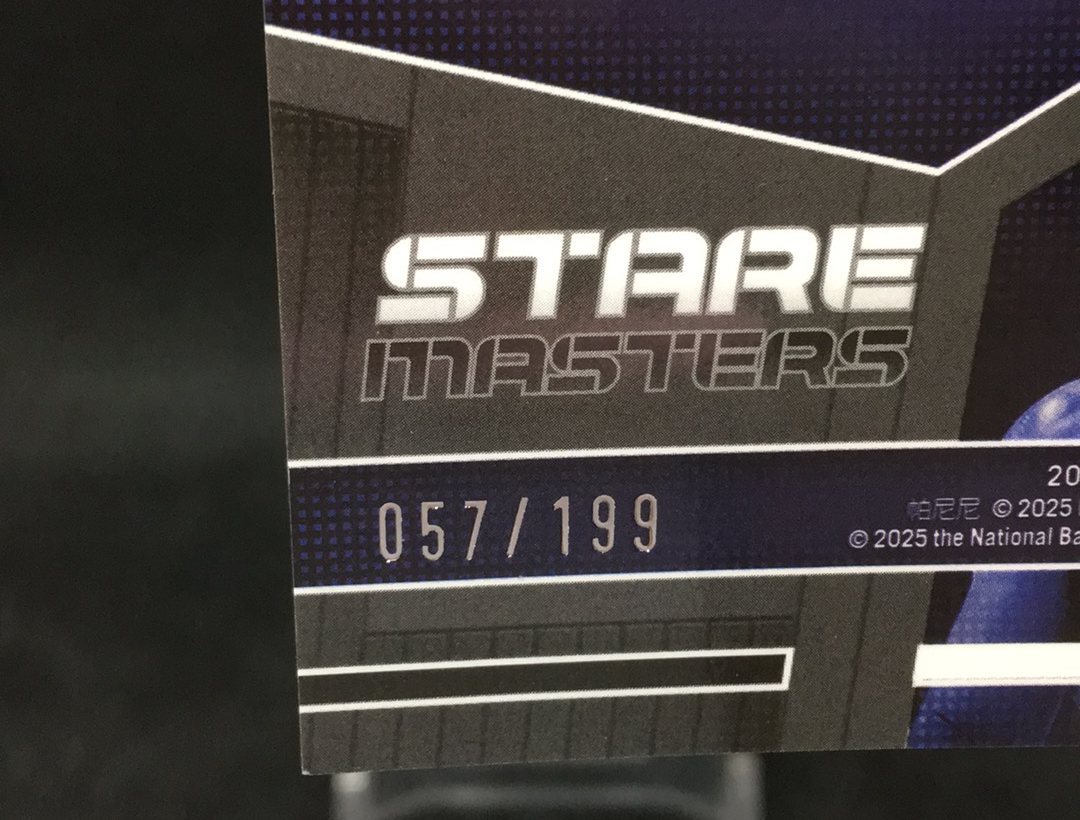 STARE
MASTERS
057/199
20
帕尼尼 © 2025
© 2025 the National Ba